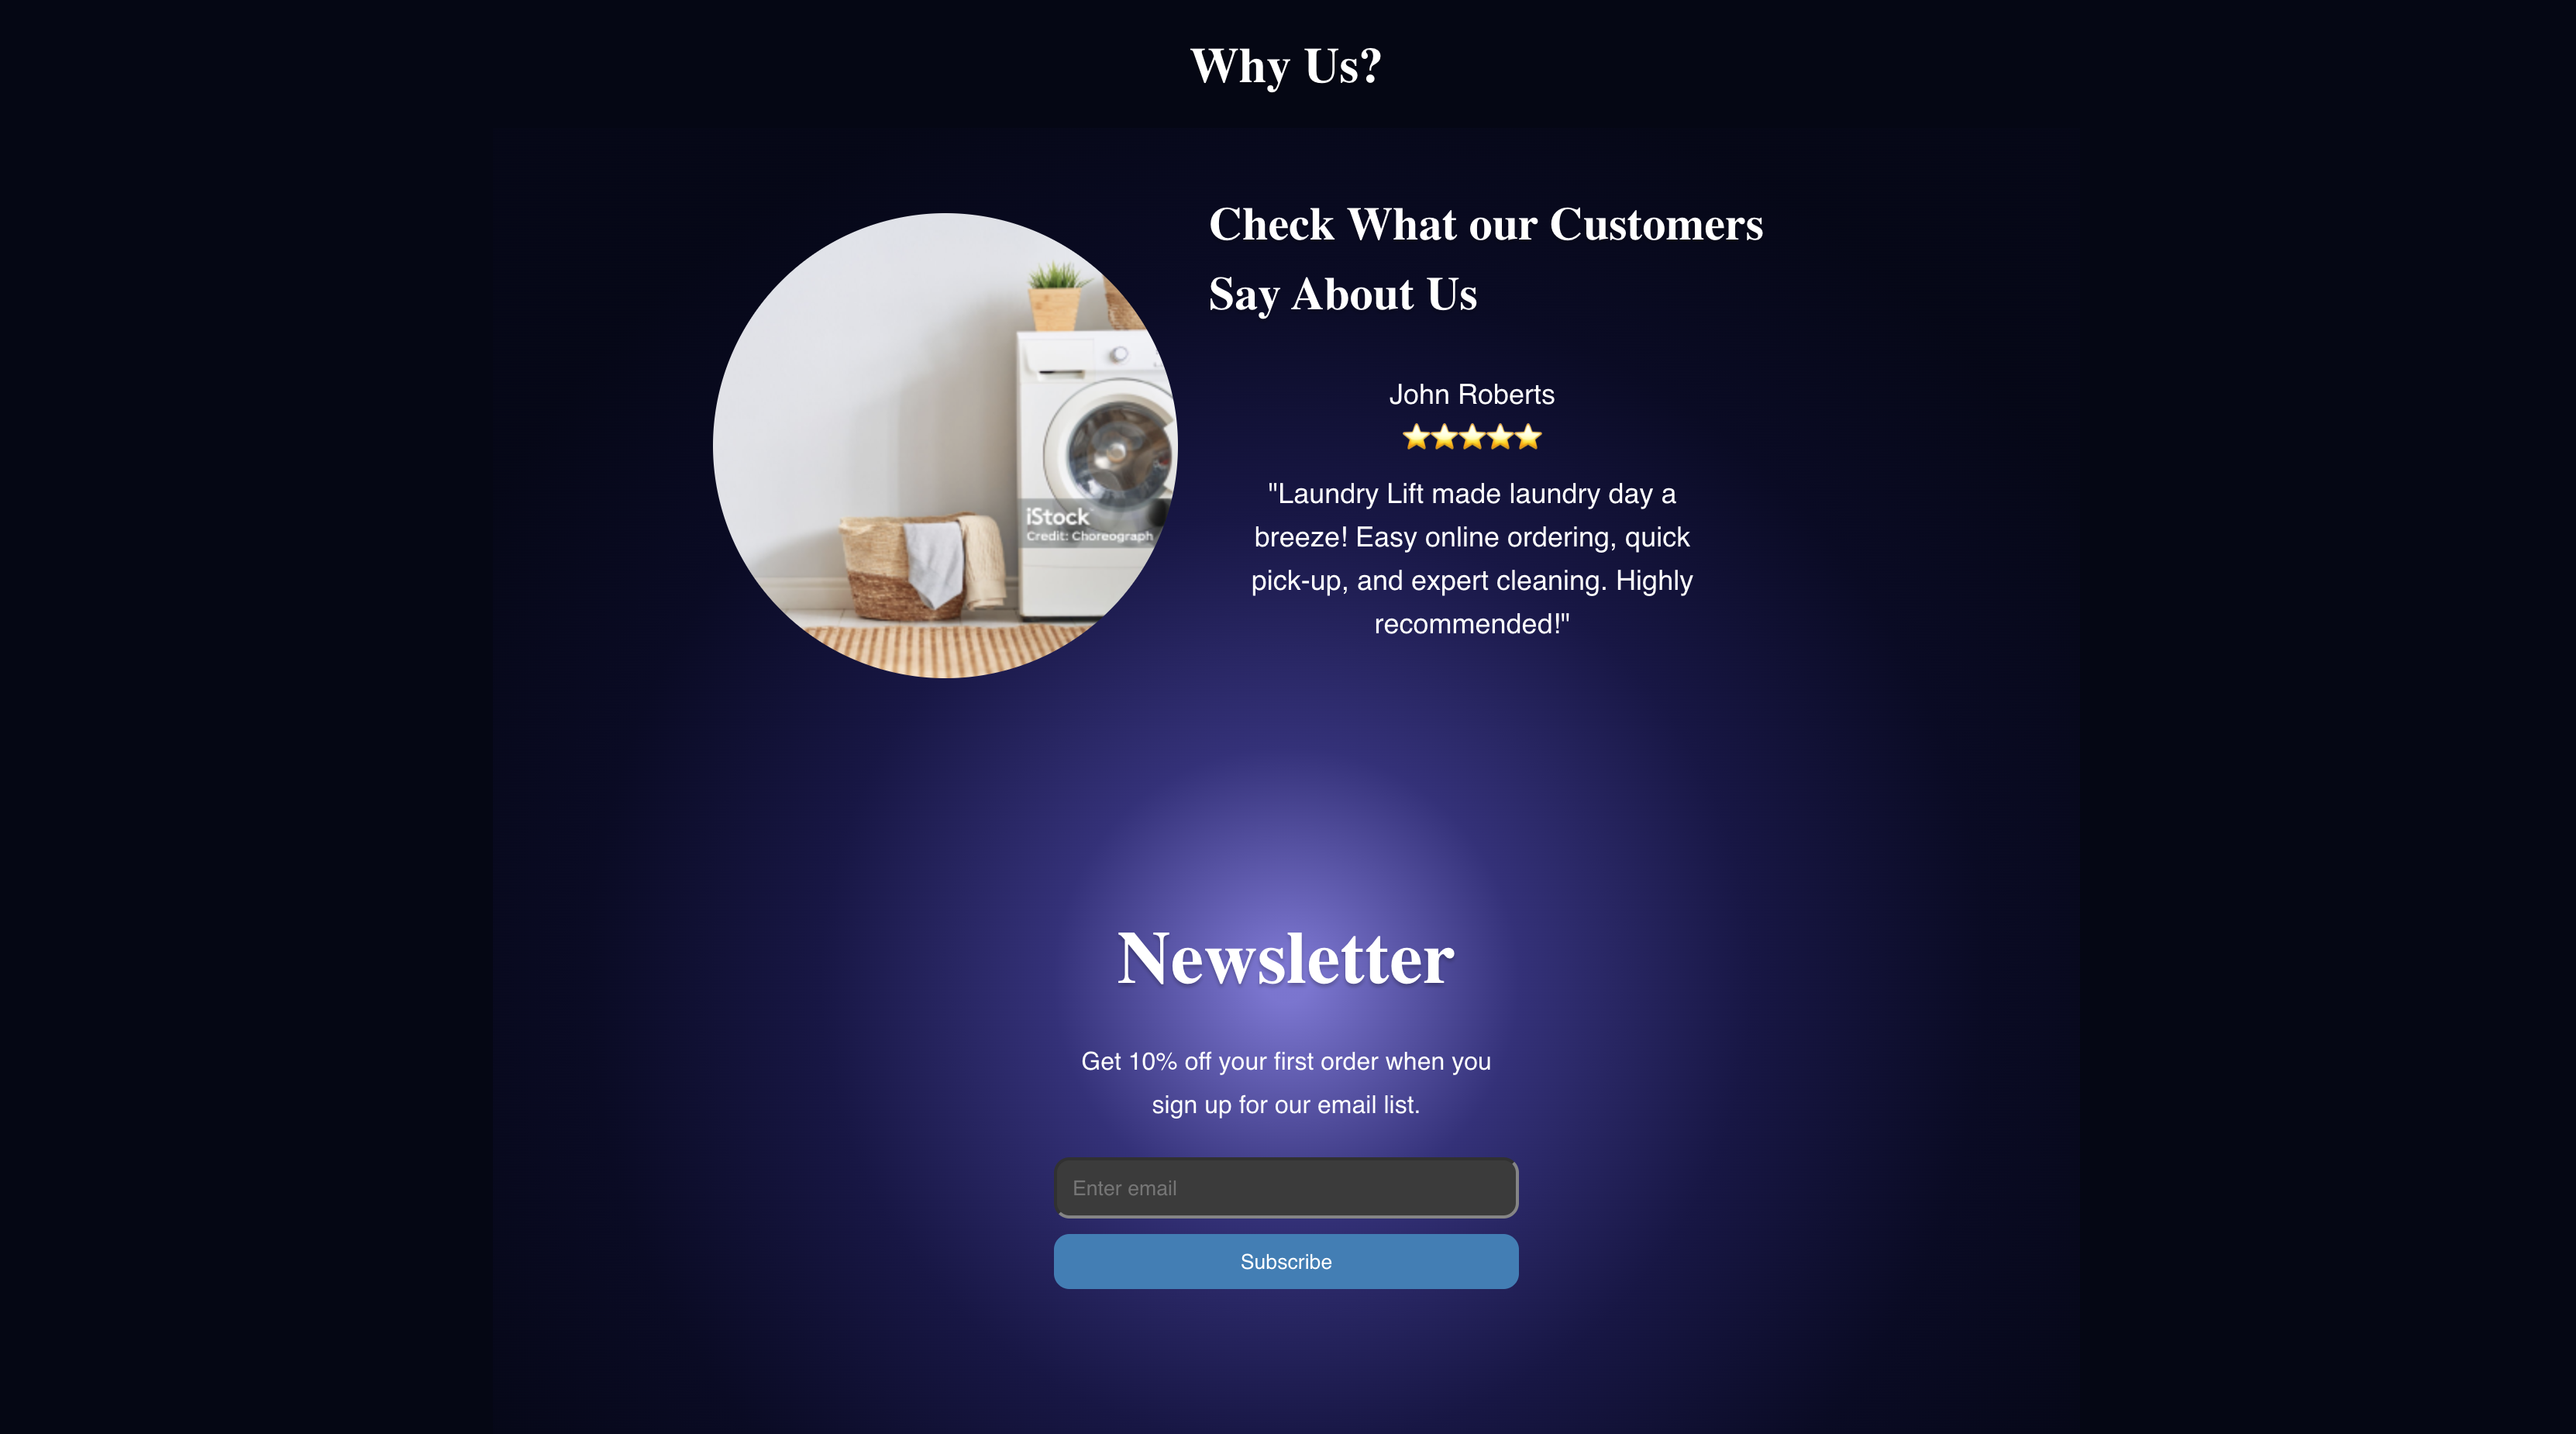 Why Us?
Check What our Customers
Say About Us
John Roberts
"Laundry Lift made laundry day a
breeze! Easy online ordering, quick
pick-up, and expert cleaning. Highly
recommended!"
iStock
Credit: Choreograph
Newsletter
Get 10% off your first order when you
sign up for our email list.
Enter email
Subscribe